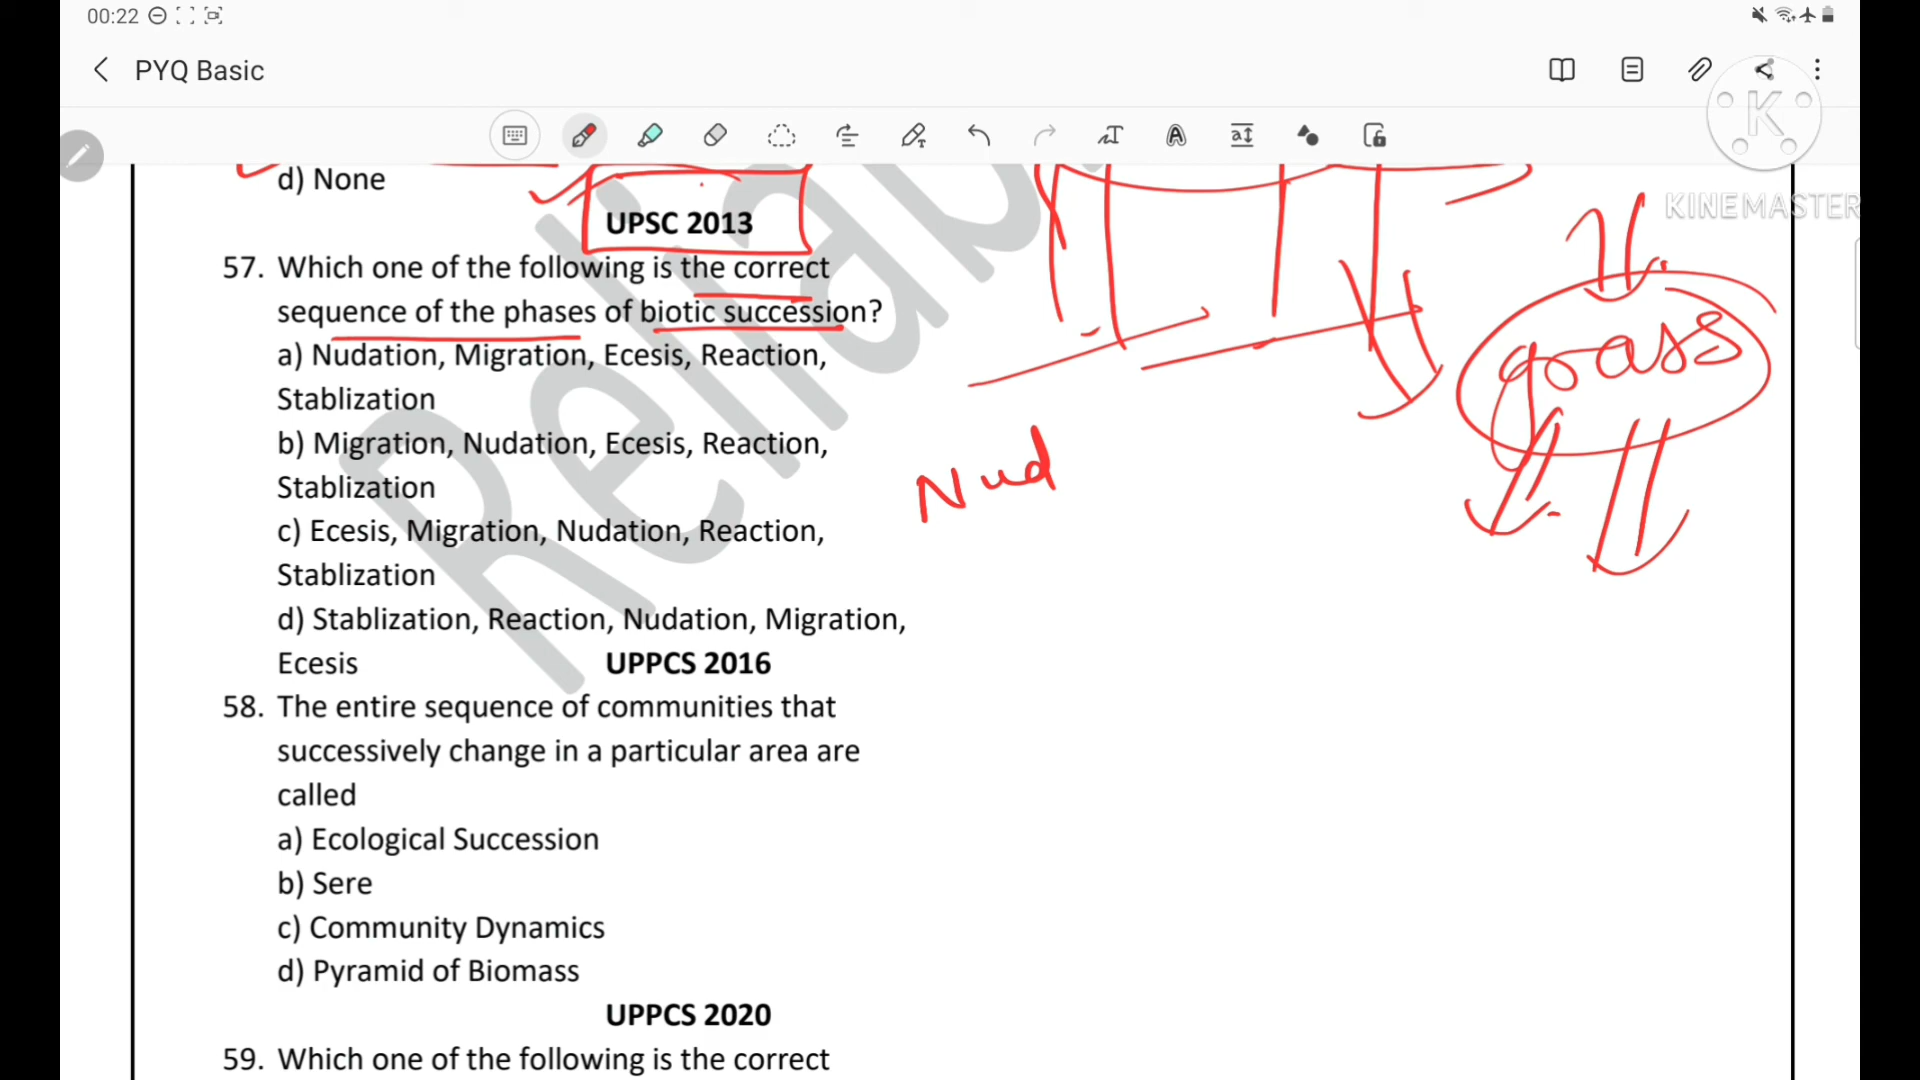 00:22
PYQ Basic
KINEMASTER
d) None
UPSC 2013
57. Which one of the following is the correct
sequence of the phases of biotic succession?
a) Nudation, Migration, Ecesis, Reaction,
Stablization
b) Migration, Nudation, Ecesis, Reaction,
Stablization
c) Ecesis, Migration, Nudation, Reaction,
Stablization
d) Stablization, Reaction, Nudation, Migration,
Ecesis UPPCS 2016
grass
Nud
58. The entire sequence of communities that
successively change in a particular area are
called
a) Ecological Succession
b) Sere
c) Community Dynamics
d) Pyramid of Biomass
UPPCS 2020
59. Which one of the following is the correct